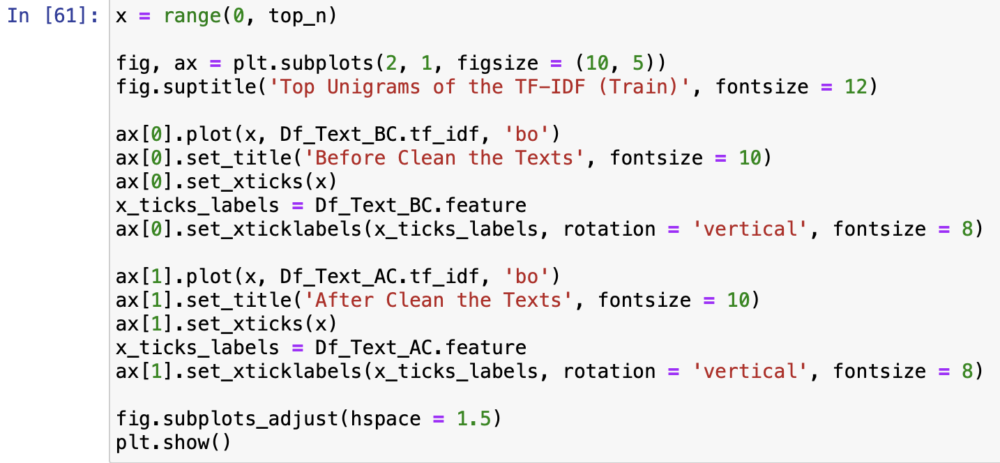 In [61]: x = range(0, top_n)
fig, ax = plt.subplots(2, 1, figsize = (10, 5))
fig.suptitle('Top Unigrams of the TF-IDF (Train)', fontsize = 12)
ax[0].plot(x, Df_Text_BC.tf_idf, 'bo')
ax[0].set_title('Before Clean the Texts', fontsize = 10)
ax[0].set_xticks(x)
x_ticks_labels = Df_Text_BC.feature
ax[0].set_xticklabels(x_ticks_labels, rotation = 'vertical', fontsize = 8)
ax[1].plot(x, Df_Text_AC.tf_idf, 'bo')
ax[1].set_title('After Clean the Texts', fontsize = 10)
ax[1].set_xticks(x)
x_ticks_labels = Df_Text_AC.feature
ax[1].set_xticklabels(x_ticks_labels, rotation = 'vertical', fontsize = 8)
fig.subplots_adjust(hspace = 1.5)
plt.show()